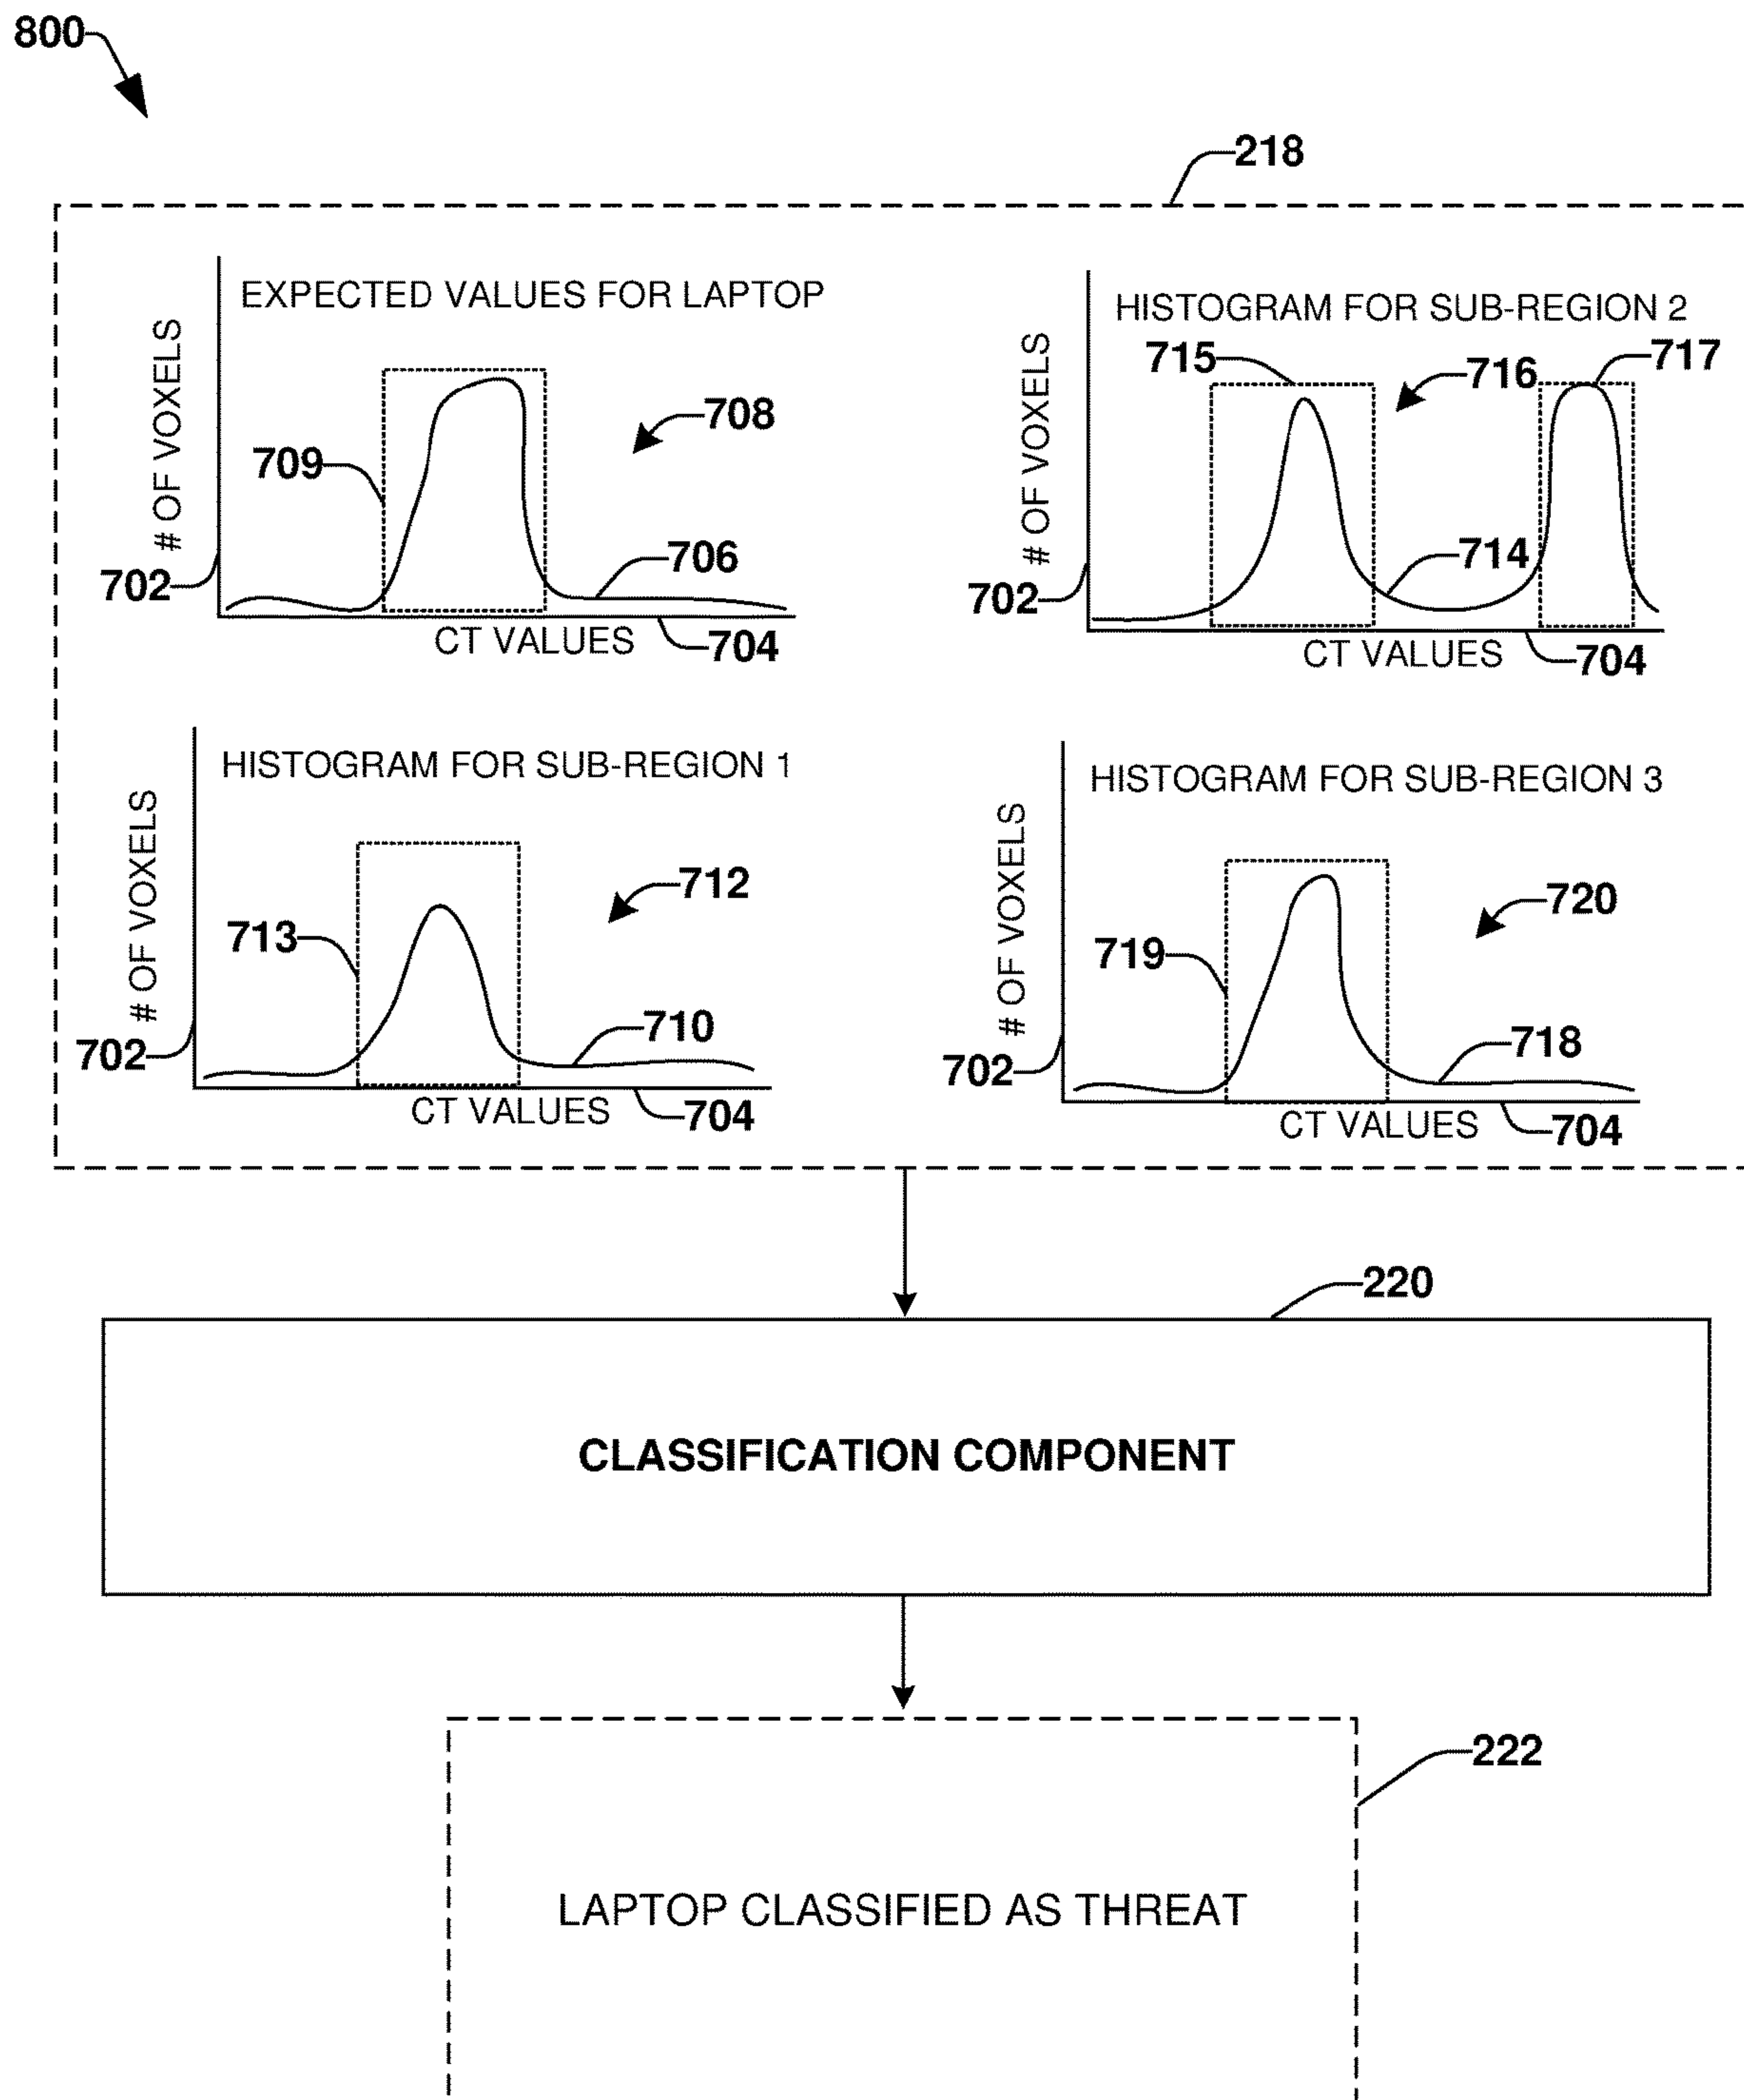 800
218
EXPECTED VALUES FOR LAPTOP
# OF VOXELS
709
708
706
702
CT VALUES
704
HISTOGRAM FOR SUB-REGION 2
# OF VOXELS
715
716
717
714
702
CT VALUES
704
HISTOGRAM FOR SUB-REGION 1
# OF VOXELS
713
712
710
702
CT VALUES
704
HISTOGRAM FOR SUB-REGION 3
# OF VOXELS
719
720
718
702
CT VALUES
704
220
CLASSIFICATION COMPONENT
222
LAPTOP CLASSIFIED AS THREAT